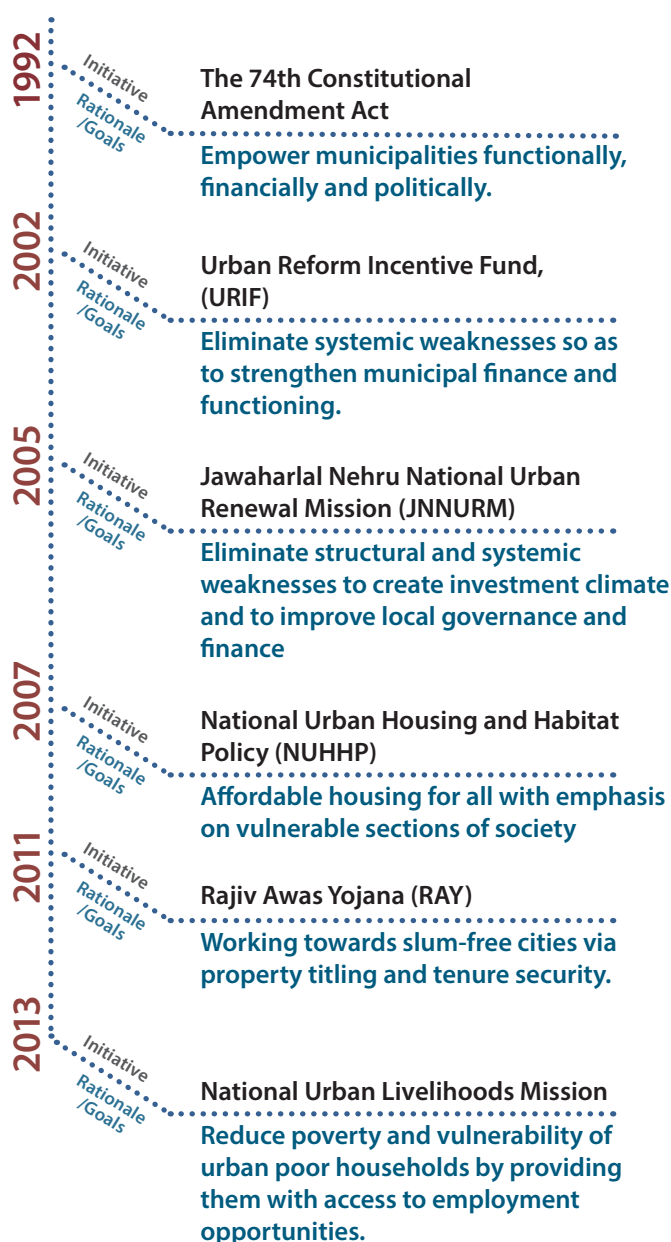 1992
Initiative
Rationale
/Goals
The 74th Constitutional
Amendment Act
Empower municipalities functionally,
financially and politically.
2002
Initiative
Rationale
/Goals
Urban Reform Incentive Fund,
(URIF)
Eliminate systemic weaknesses so as
to strengthen municipal finance and
functioning.
2005
Initiative
Rationale
/Goals
Jawaharlal Nehru National Urban
Renewal Mission (JNNURM)
Eliminate structural and systemic
weaknesses to create investment climate
and to improve local governance and
finance
2007
Initiative
Rationale
/Goals
National Urban Housing and Habitat
Policy (NUHHP)
Affordable housing for all with emphasis
on vulnerable sections of society
2011
Initiative
Rationale
/Goals
Rajiv Awas Yojana (RAY)
Working towards slum-free cities via
property titling and tenure security.
2013
Initiative
Rationale
/Goals
National Urban Livelihoods Mission
Reduce poverty and vulnerability of
urban poor households by providing
them with access to employment
opportunities.